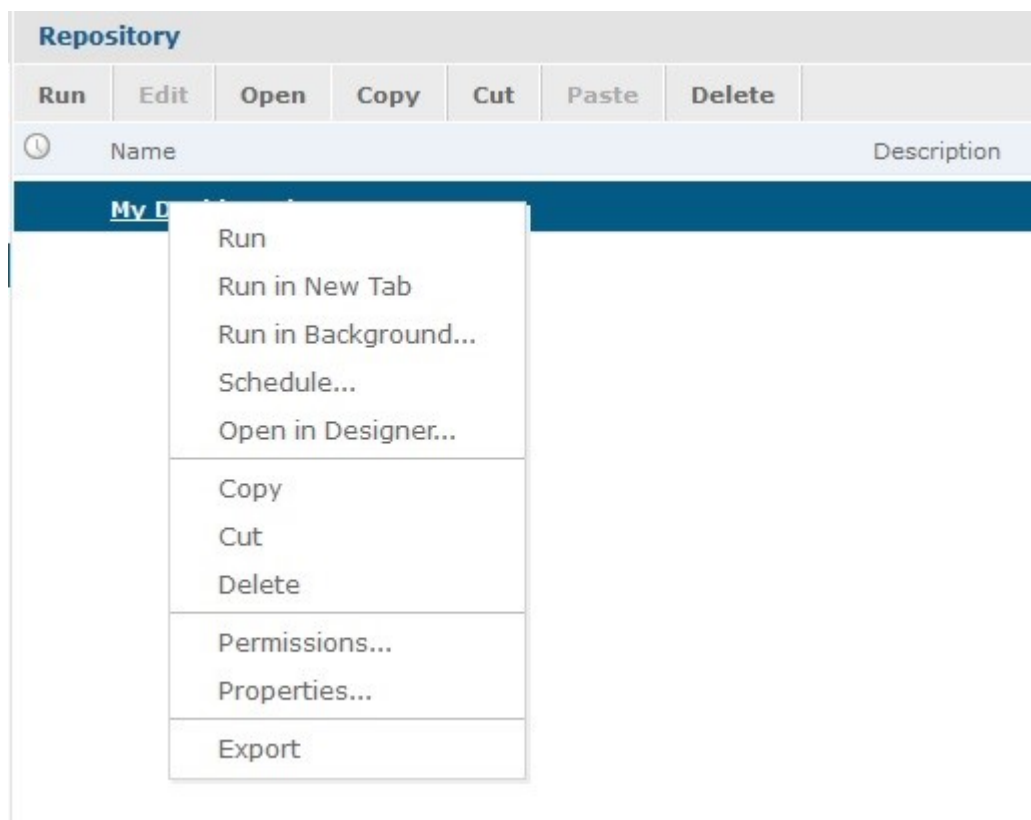 Repository
Run Edit Open Copy Cut Paste Delete
Name Description
My
Run
Run in New Tab
Run in Background...
Schedule...
Open in Designer...
Copy
Cut
Delete
Permissions...
Properties...
Export